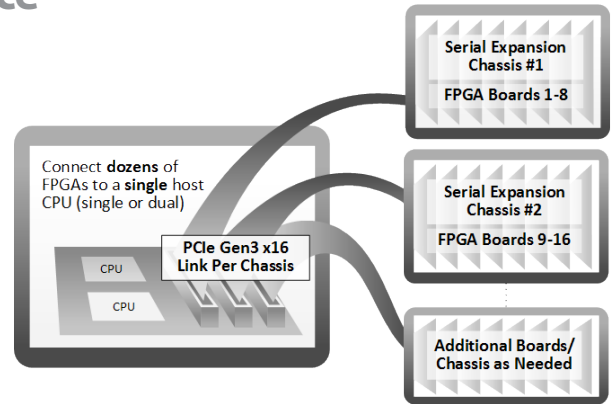 Connect dozens of
FPGAs to a single host
CPU (single or dual)
PCIe Gen3 x16
Link Per Chassis
CPU
CPU
Serial Expansion
Chassis #1
FPGA Boards 1-8
Serial Expansion
Chassis #2
FPGA Boards 9-16
Additional Boards/
Chassis as Needed